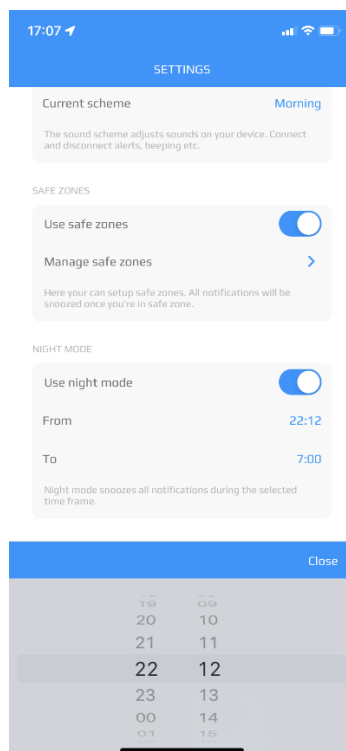 17:07
SETTINGS
Current scheme Morning
The sound scheme adjusts sounds on your device. Connect
and disconnect alerts, beeping etc.
SAFE ZONES
Use safe zones
Manage safe zones
Here your can setup safe zones. All notifications will be
snoozed once you're in safe zone.
NIGHT MODE
Use night mode
From 22:12
To 7:00
Night mode snoozes all notifications during the selected
time frame.
Close
19 09
20 10
21 11
22 12
23 13
00 14
01 15